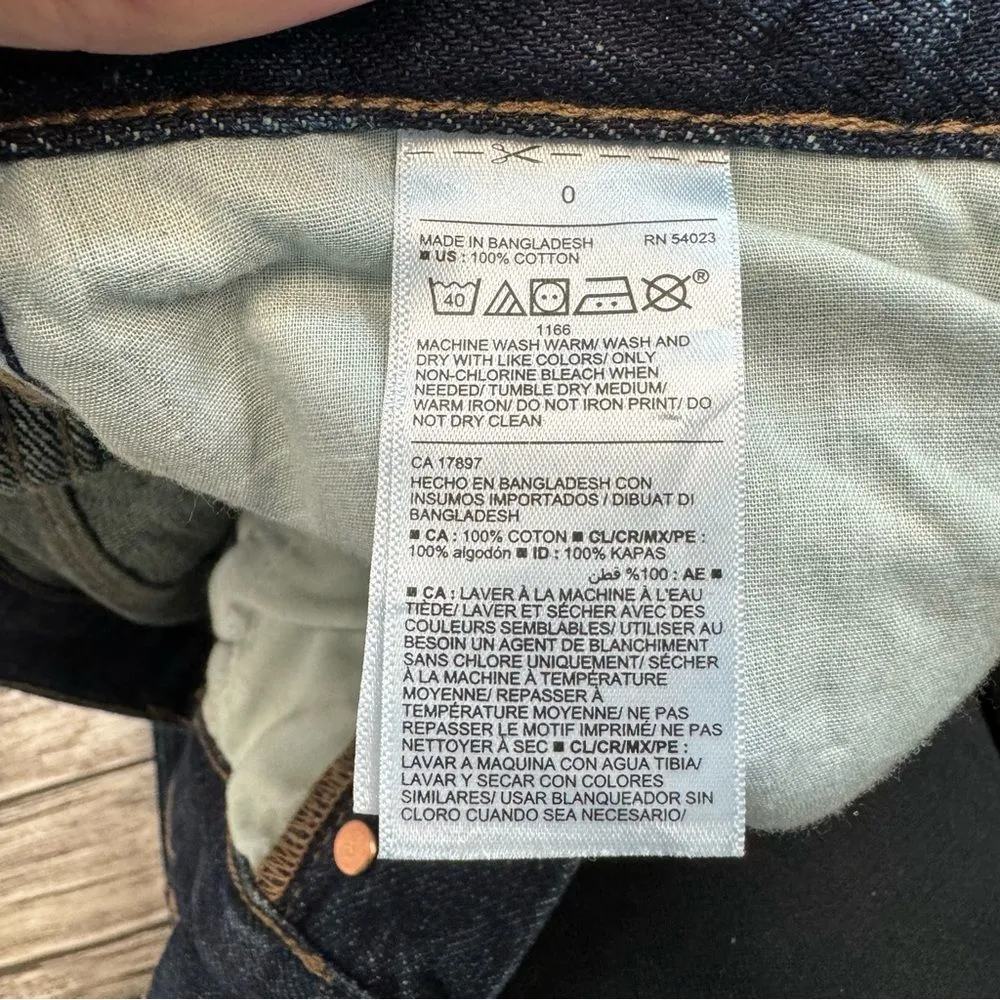 0
MADE IN BANGLADESH RN 54023
■ US : 100% COTTON
40 ®
1166
MACHINE WASH WARM/ WASH AND
DRY WITH LIKE COLORS/ ONLY
NON-CHLORINE BLEACH WHEN
NEEDED/ TUMBLE DRY MEDIUM/
WARM IRON/ DO NOT IRON PRINT/ DO
NOT DRY CLEAN
CA 17897
HECHO EN BANGLADESH CON
INSUMOS IMPORTADOS / DIBUAT DI
BANGLADESH
■ CA : 100% COTON ■ CL/CR/MX/PE :
100% algodón ■ ID : 100% KAPAS
■ AE : 100% قطن
■ CA : LAVER À LA MACHINE À L'EAU
TIÈDE/ LAVER ET SÉCHER AVEC DES
COULEURS SEMBLABLES/ UTILISER AU
BESOIN UN AGENT DE BLANCHIMENT
SANS CHLORE UNIQUEMENT/ SÉCHER
À LA MACHINE À TEMPÉRATURE
MOYENNE/ REPASSER À
TEMPÉRATURE MOYENNE/ NE PAS
REPASSER LE MOTIF IMPRIMÉ/ NE PAS
NETTOYER À SEC ■ CL/CR/MX/PE :
LAVAR A MAQUINA CON AGUA TIBIA/
LAVAR Y SECAR CON COLORES
SIMILARES/ USAR BLANQUEADOR SIN
CLORO CUANDO SEA NECESARIO/